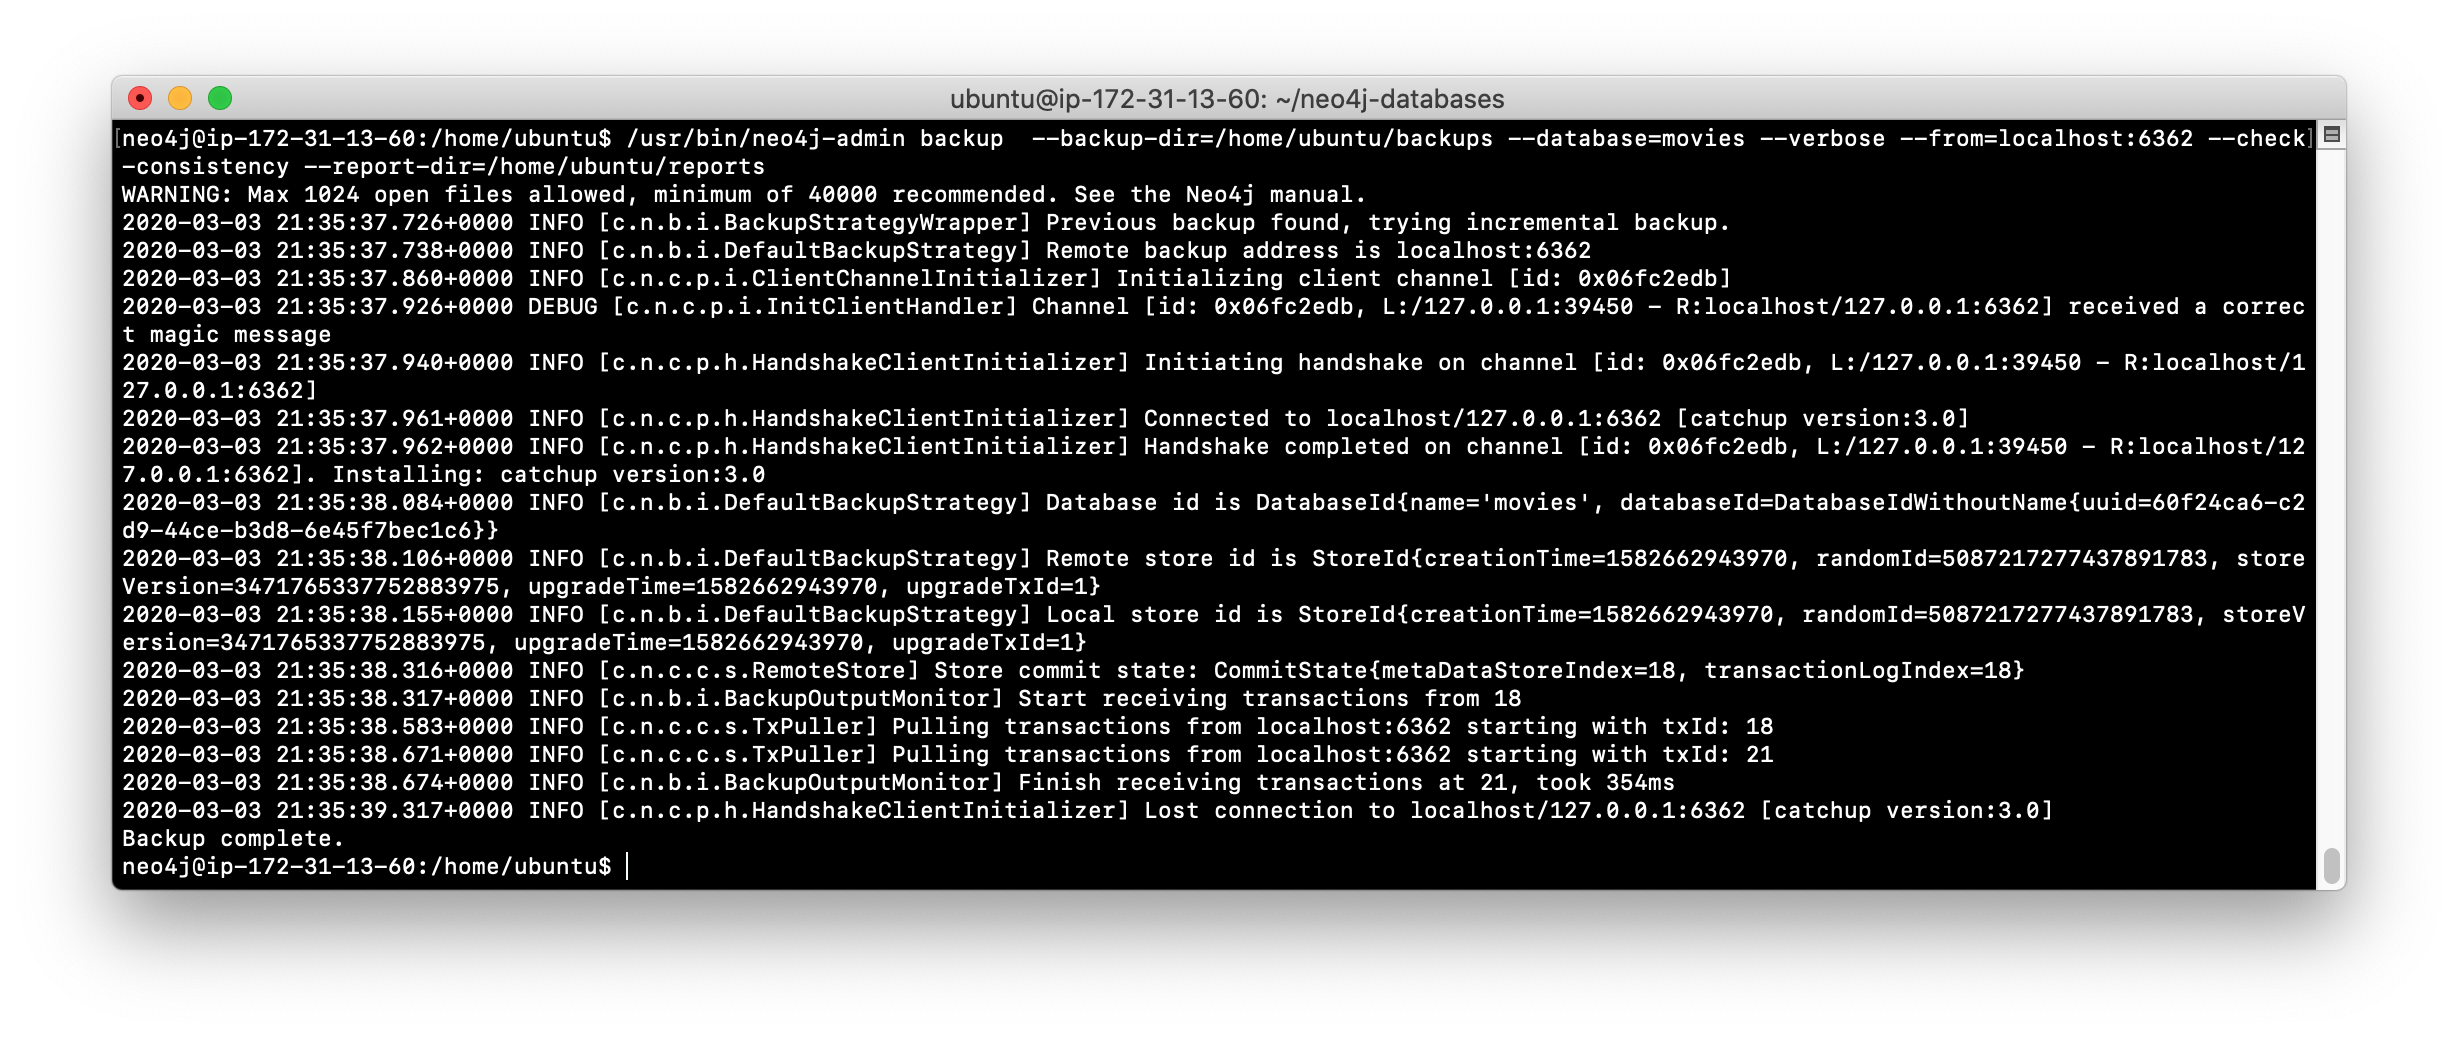 ubuntu@ip-172-31-13-60: ~/neo4j-databases
[neo4j@ip-172-31-13-60:/home/ubuntu$ /usr/bin/neo4j-admin backup  --backup-dir=/home/ubuntu/backups --database=movies --verbose --from=localhost:6362 --check]
-consistency --report-dir=/home/ubuntu/reports
WARNING: Max 1024 open files allowed, minimum of 40000 recommended. See the Neo4j manual.
2020-03-03 21:35:37.726+0000 INFO [c.n.b.i.BackupStrategyWrapper] Previous backup found, trying incremental backup.
2020-03-03 21:35:37.738+0000 INFO [c.n.b.i.DefaultBackupStrategy] Remote backup address is localhost:6362
2020-03-03 21:35:37.860+0000 INFO [c.n.c.p.i.ClientChannelInitializer] Initializing client channel [id: 0x06fc2edb]
2020-03-03 21:35:37.926+0000 DEBUG [c.n.c.p.i.InitClientHandler] Channel [id: 0x06fc2edb, L:/127.0.0.1:39450 - R:localhost/127.0.0.1:6362] received a correc
t magic message
2020-03-03 21:35:37.940+0000 INFO [c.n.c.p.h.HandshakeClientInitializer] Initiating handshake on channel [id: 0x06fc2edb, L:/127.0.0.1:39450 - R:localhost/1
27.0.0.1:6362]
2020-03-03 21:35:37.961+0000 INFO [c.n.c.p.h.HandshakeClientInitializer] Connected to localhost/127.0.0.1:6362 [catchup version:3.0]
2020-03-03 21:35:37.962+0000 INFO [c.n.c.p.h.HandshakeClientInitializer] Handshake completed on channel [id: 0x06fc2edb, L:/127.0.0.1:39450 - R:localhost/12
7.0.0.1:6362]. Installing: catchup version:3.0
2020-03-03 21:35:38.084+0000 INFO [c.n.b.i.DefaultBackupStrategy] Database id is DatabaseId{name='movies', databaseId=DatabaseIdWithoutName{uuid=60f24ca6-c2
d9-44ce-b3d8-6e45f7bec1c6}}
2020-03-03 21:35:38.106+0000 INFO [c.n.b.i.DefaultBackupStrategy] Remote store id is StoreId{creationTime=1582662943970, randomId=5087217277437891783, store
Version=3471765337752883975, upgradeTime=1582662943970, upgradeTxId=1}
2020-03-03 21:35:38.155+0000 INFO [c.n.b.i.DefaultBackupStrategy] Local store id is StoreId{creationTime=1582662943970, randomId=5087217277437891783, storeV
ersion=3471765337752883975, upgradeTime=1582662943970, upgradeTxId=1}
2020-03-03 21:35:38.316+0000 INFO [c.n.c.c.s.RemoteStore] Store commit state: CommitState{metaDataStoreIndex=18, transactionLogIndex=18}
2020-03-03 21:35:38.317+0000 INFO [c.n.b.i.BackupOutputMonitor] Start receiving transactions from 18
2020-03-03 21:35:38.583+0000 INFO [c.n.c.c.s.TxPuller] Pulling transactions from localhost:6362 starting with txId: 18
2020-03-03 21:35:38.671+0000 INFO [c.n.c.c.s.TxPuller] Pulling transactions from localhost:6362 starting with txId: 21
2020-03-03 21:35:38.674+0000 INFO [c.n.b.i.BackupOutputMonitor] Finish receiving transactions at 21, took 354ms
2020-03-03 21:35:39.317+0000 INFO [c.n.c.p.h.HandshakeClientInitializer] Lost connection to localhost/127.0.0.1:6362 [catchup version:3.0]
Backup complete.
neo4j@ip-172-31-13-60:/home/ubuntu$